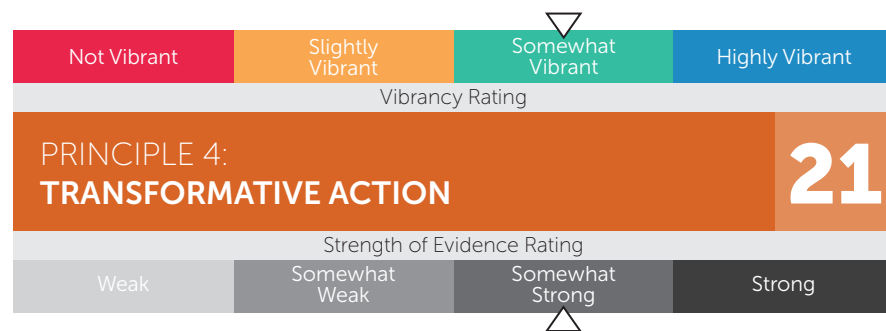 Not Vibrant
Slightly
Vibrant
Somewhat
Vibrant
Highly Vibrant
Vibrancy Rating
PRINCIPLE 4:
TRANSFORMATIVE ACTION
21
Strength of Evidence Rating
Weak
Somewhat
Weak
Somewhat
Strong
Strong